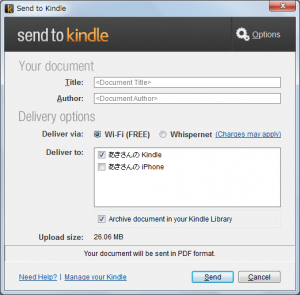 Send to Kindle
send to kindle
Options
Your document
Title: <Document Title>
Author: <Document Author>
Delivery options
Deliver via: Wi-Fi (FREE) Whispernet (Charges may apply)
Deliver to: あきさんの Kindle
あきさんの iPhone
Archive document in your Kindle Library
Upload size: 26.06 MB
Your document will be sent in PDF format.
Need Help? | Manage your Kindle Send Cancel